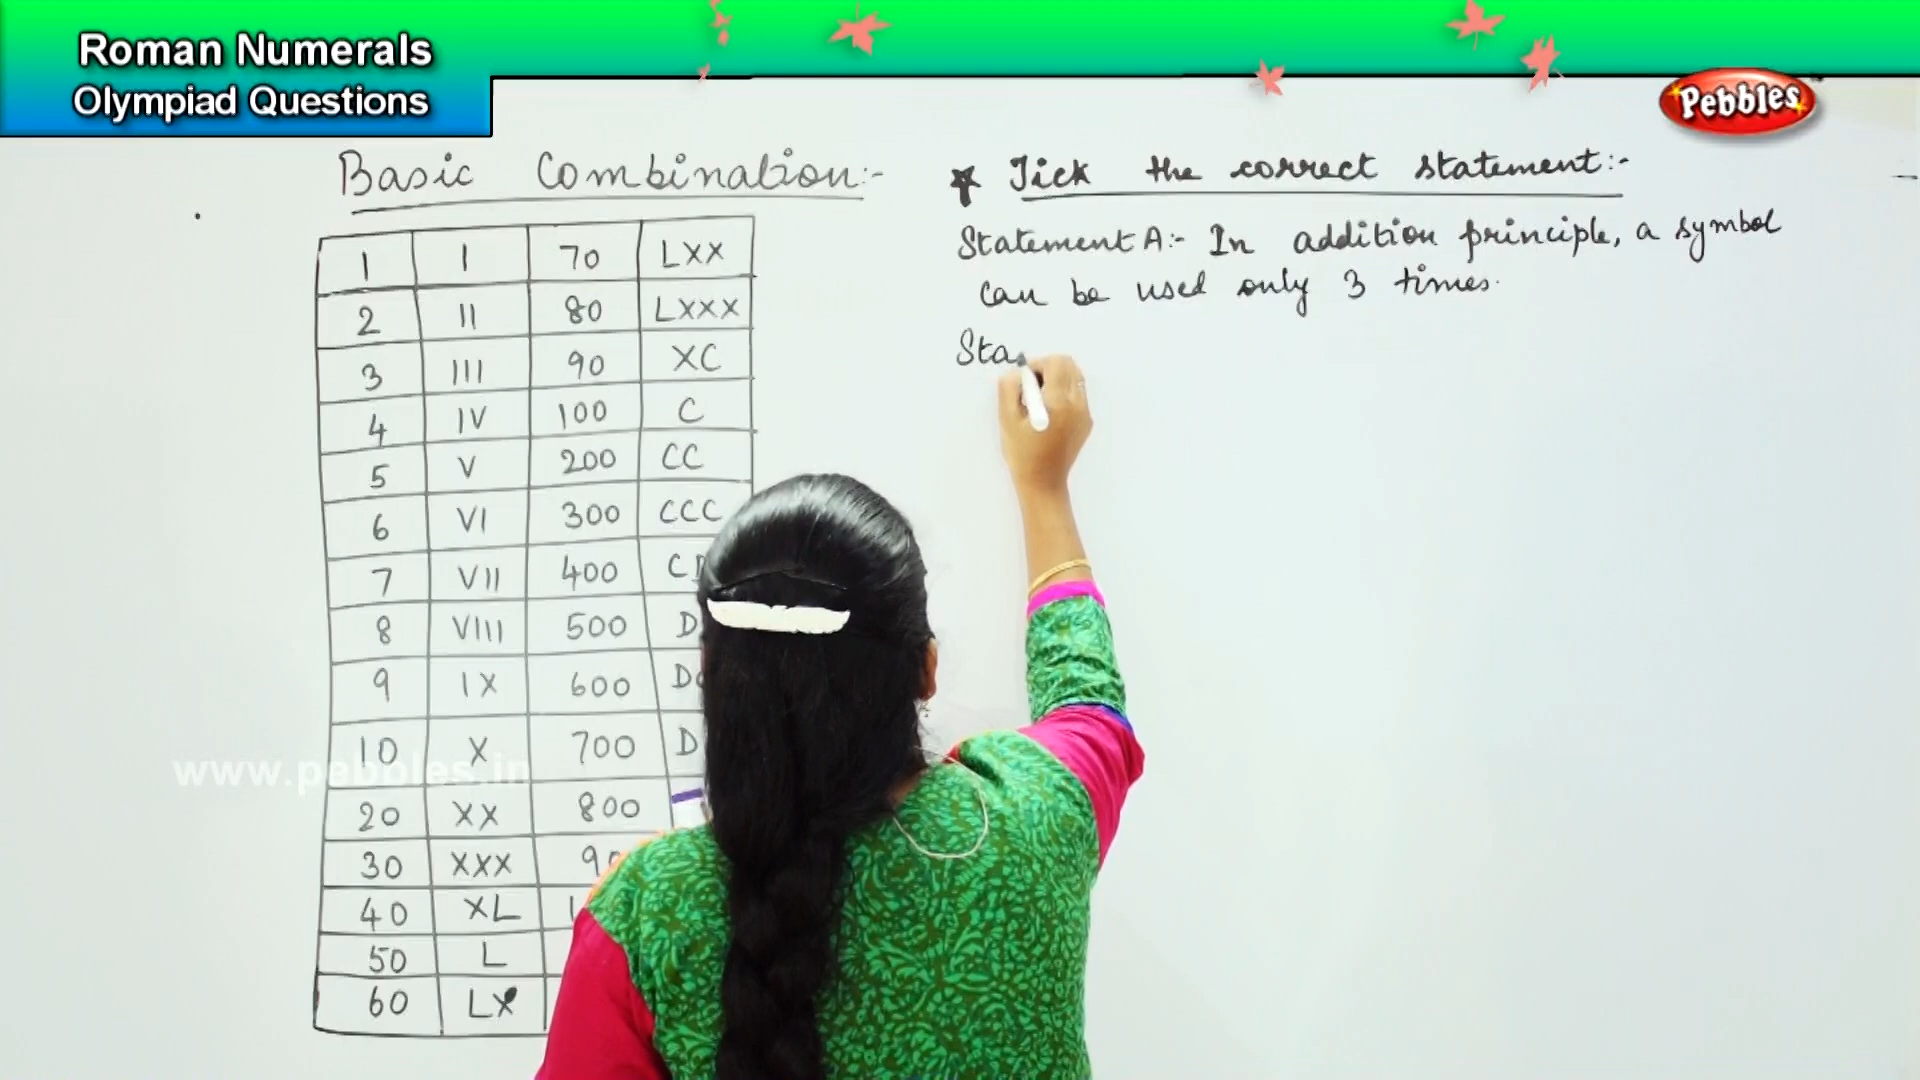 Roman Numerals
Olympiad Questions
Pebbles
Basic Combination:-
1 I 70 LXX
2 II 80 LXXX
3 III 90 XC
4 IV 100 C
5 V 200 CC
6 VI 300 CCC
7 VII 400
8 VIII 500 D
9 IX 600
10 X 700
20 XX 800
30 XXX
40 XL
50 L
60 LX
* Tick the correct statement:-
Statement A:- In addition principle, a symbol
can be used only 3 times.
Sta
www.pebbles.in